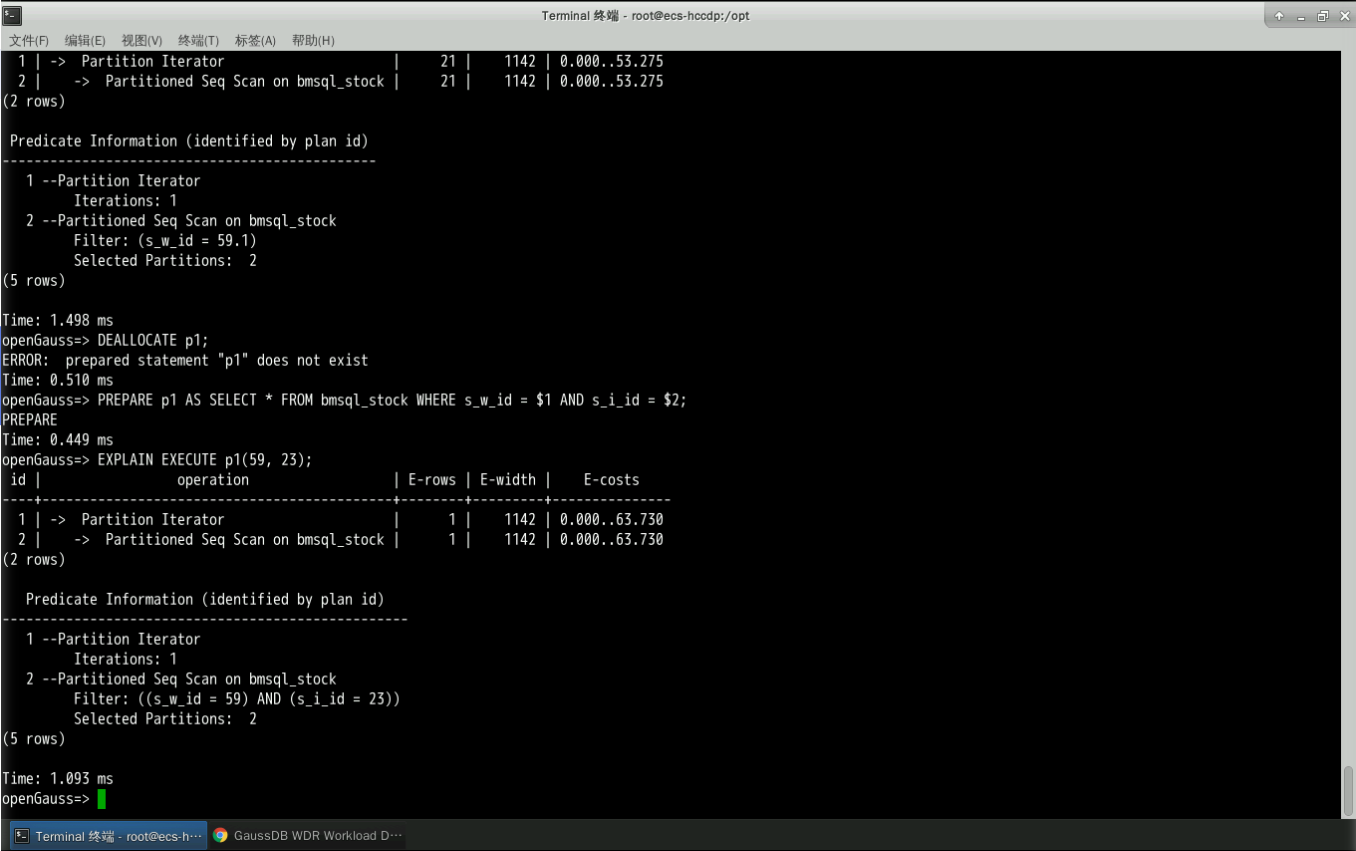 Terminal 终端 - root@ecs-hccdp:/opt
文件(F) 编辑(E) 视图(V) 终端(T) 标签(A) 帮助(H)
1 | -> Partition Iterator | 21 | 1142 | 0.000..53.275
2 | -> Partitioned Seq Scan on bmsql_stock | 21 | 1142 | 0.000..53.275
(2 rows)
Predicate Information (identified by plan id)
-----------------------------------------------
1 --Partition Iterator
Iterations: 1
2 --Partitioned Seq Scan on bmsql_stock
Filter: (s_w_id = 59.1)
Selected Partitions: 2
(5 rows)
Time: 1.498 ms
openGauss=> DEALLOCATE p1;
ERROR: prepared statement "p1" does not exist
Time: 0.510 ms
openGauss=> PREPARE p1 AS SELECT * FROM bmsql_stock WHERE s_w_id = $1 AND s_i_id = $2;
PREPARE
Time: 0.449 ms
openGauss=> EXPLAIN EXECUTE p1(59, 23);
id | operation | E-rows | E-width | E-costs
----+--------------------------------------------+--------+---------+---------------
1 | -> Partition Iterator | 1 | 1142 | 0.000..63.730
2 | -> Partitioned Seq Scan on bmsql_stock | 1 | 1142 | 0.000..63.730
(2 rows)
Predicate Information (identified by plan id)
---------------------------------------------------
1 --Partition Iterator
Iterations: 1
2 --Partitioned Seq Scan on bmsql_stock
Filter: ((s_w_id = 59) AND (s_i_id = 23))
Selected Partitions: 2
(5 rows)
Time: 1.093 ms
openGauss=>
Terminal 终端 - root@ecs-h··· GaussDB WDR Workload D···